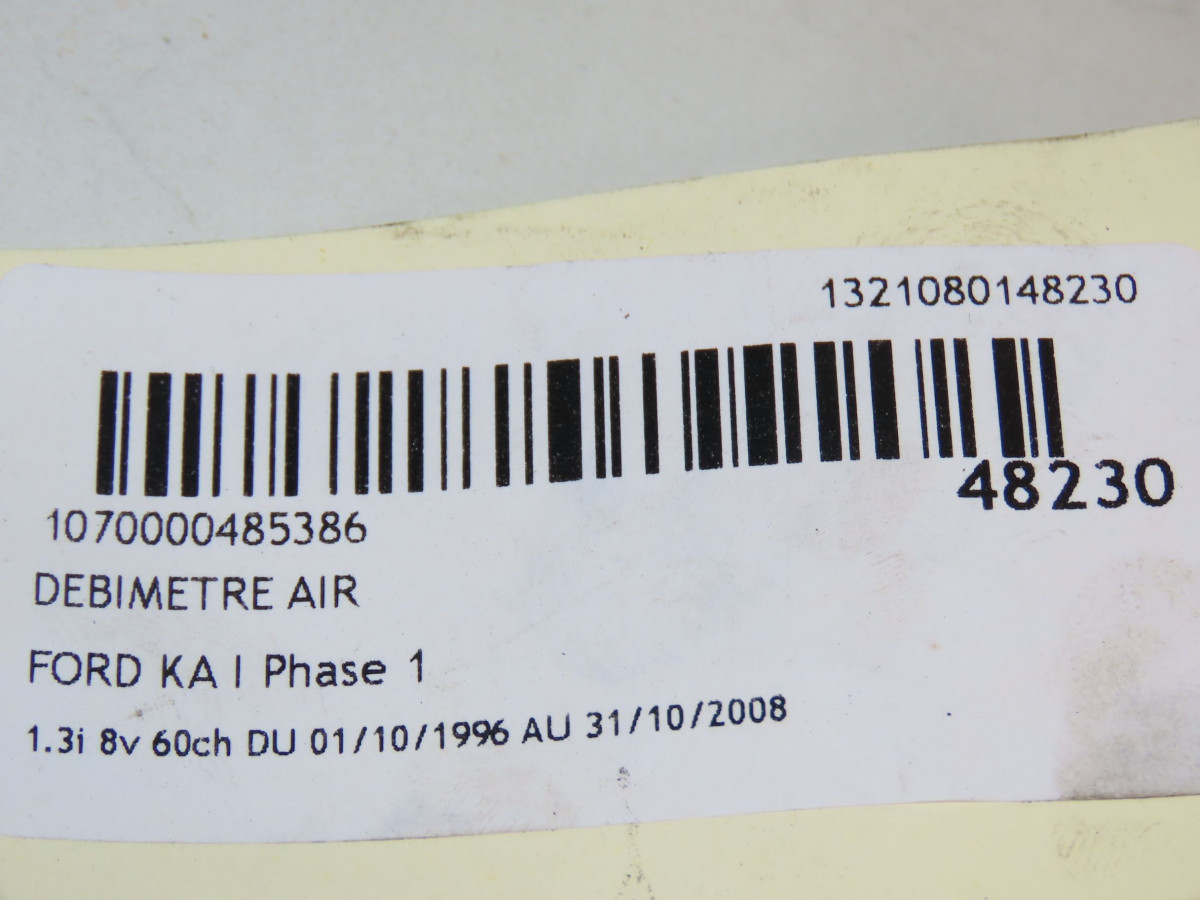 1321080148230
48230
1070000485386
DEBIMETRE AIR
FORD KA I Phase 1
1.3i 8v 60ch DU 01/10/1996 AU 31/10/2008